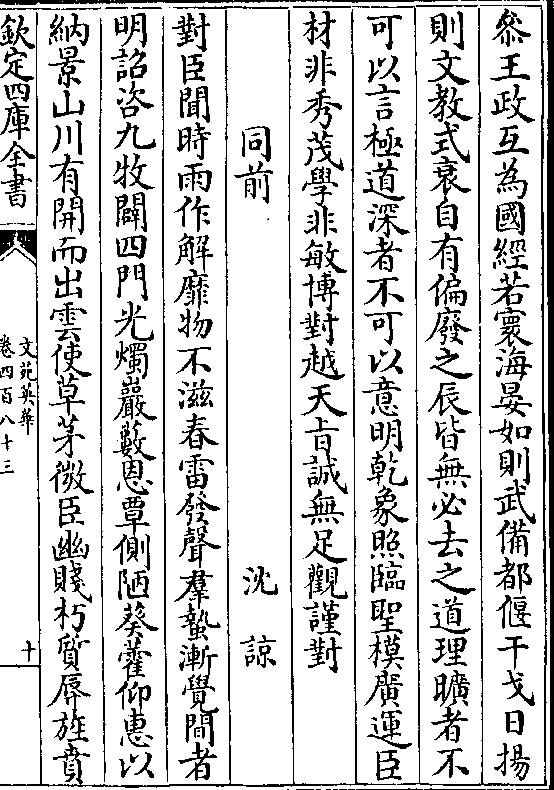 叅王政互為國經若寰海晏如則武備都偃干戈日揚
則文教式衰自有偏廢之辰皆無必去之道理曠者不
可以言極道深者不可以意明乾象照臨聖模廣運臣
材非秀茂學非敏博對越天旨誠無足觀謹對
同前 沈諒
對臣聞時雨作解靡物不滋春雷發聲羣蟄漸覺間者
明詔咨九牧闢四門光燭巖藪恩覃側陋葵藿仰惠以
納景山川有開而出雲使草茅微臣幽賤朽質辱旌賁
欽定四庫全書
文苑英華
卷四百八十三
十